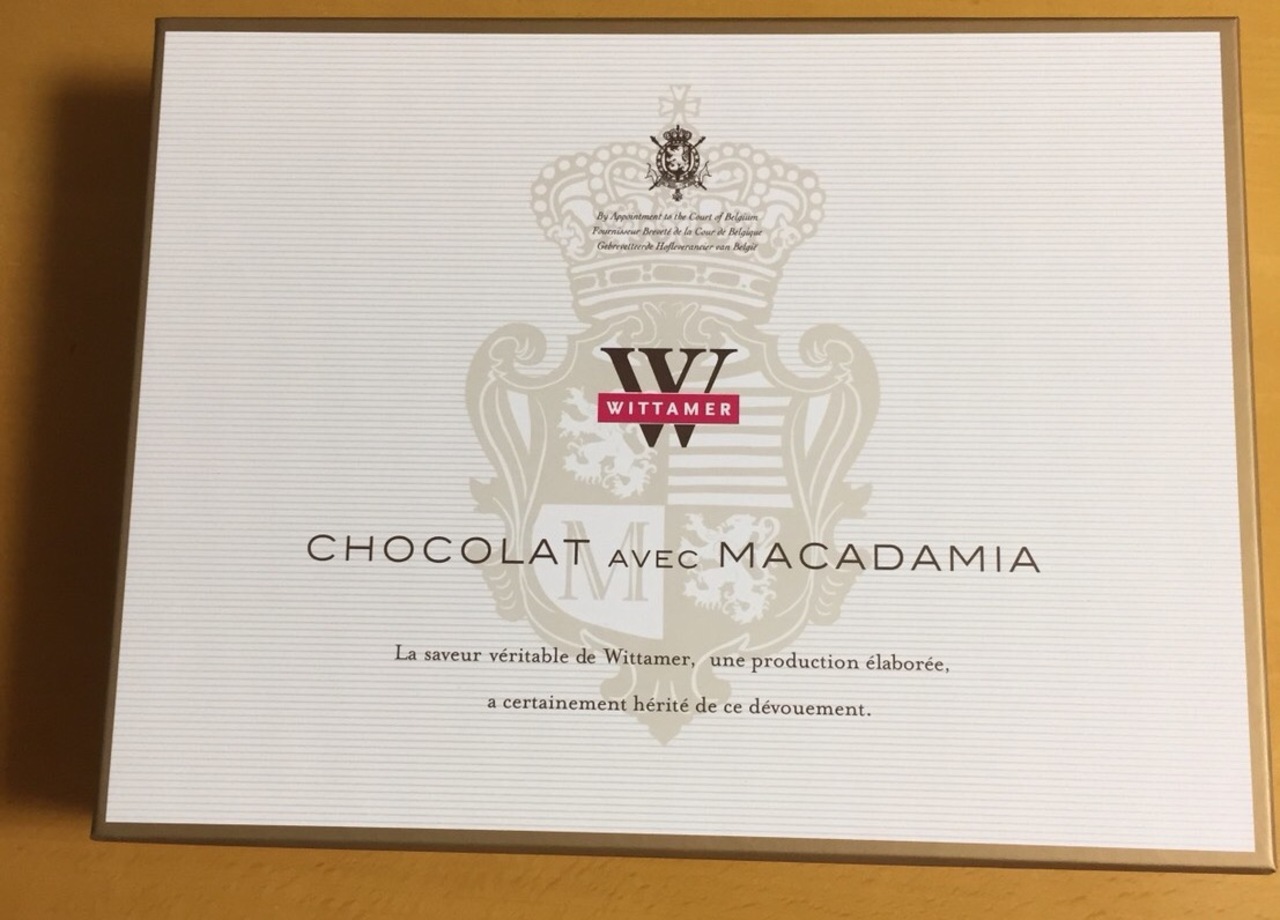 By Appointment to the Court of Belgium
Fournisseur Breveté de la Cour de Belgique
Gebrevetteerde Hofleverancier van België
W
WITTAMER
M
CHOCOLAT AVEC MACADAMIA
La saveur véritable de Wittamer, une production élaborée,
a certainement hérité de ce dévouement.